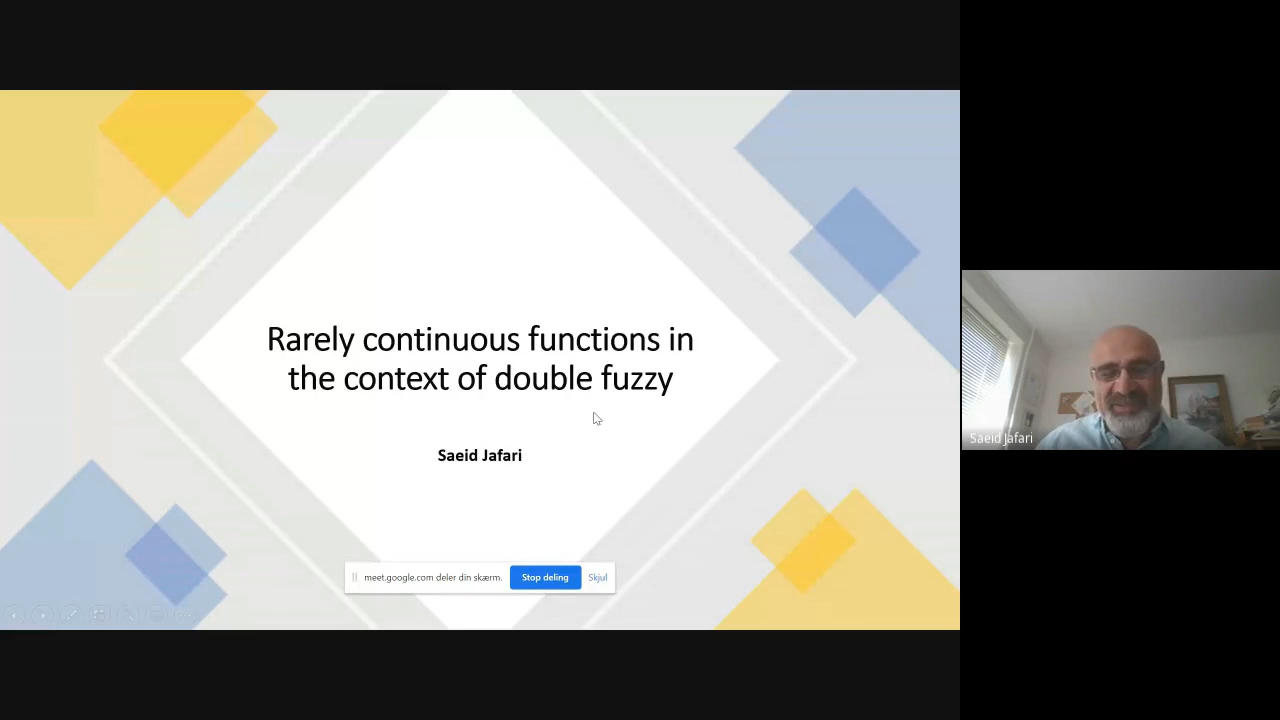 Rarely continuous functions in
the context of double fuzzy
Saeid Jafari
meet.google.com deler din skærm.
Stop deling
Skjul
Saeid Jafari